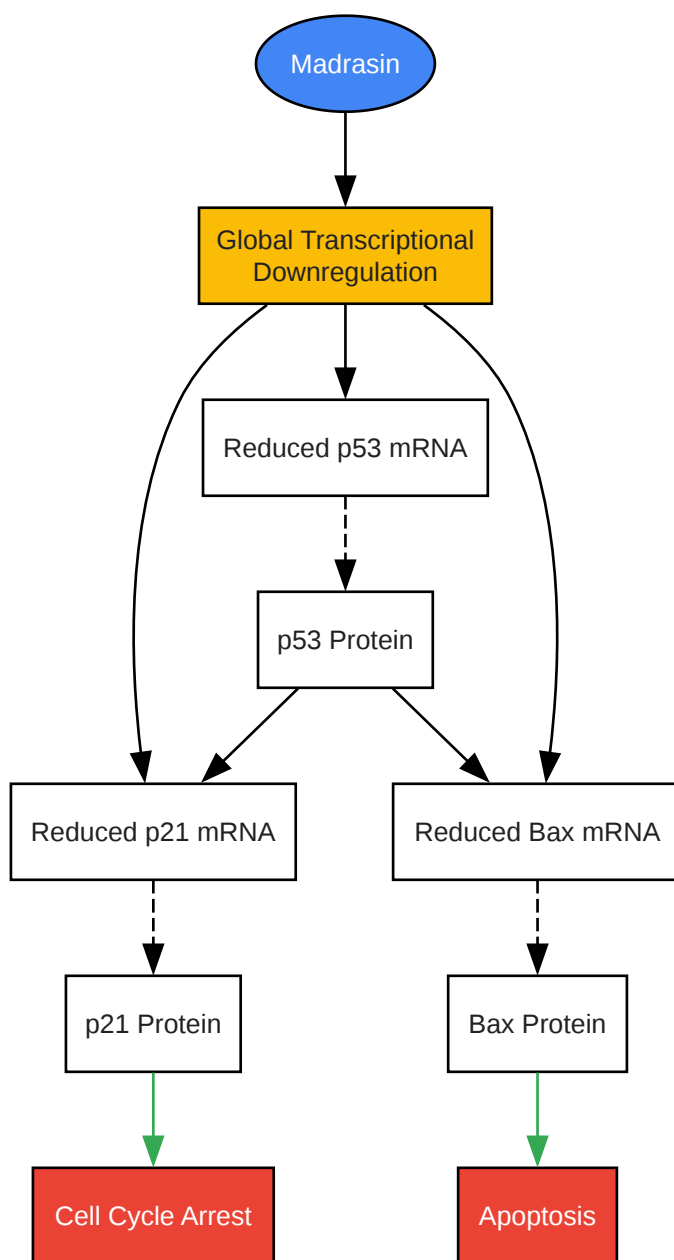 Madrasin
Global Transcriptional
Downregulation
Reduced p53 mRNA
p53 Protein
Reduced p21 mRNA
Reduced Bax mRNA
p21 Protein
Bax Protein
Cell Cycle Arrest
Apoptosis